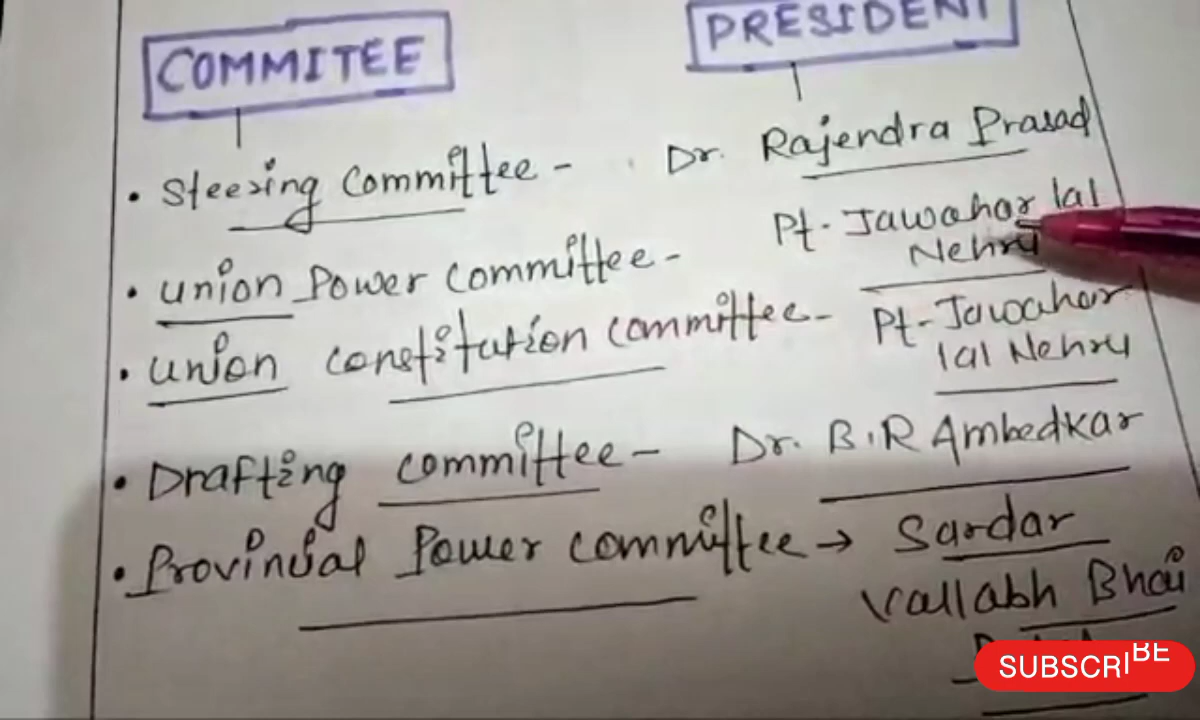 COMMITEE
PRESIDENT
• Steering Committee - Dr. Rajendra Prasad
• Union Power Committee - Pt. Jawahar lal
Nehru
• Union Constitution Committee - Pt - Jawahar
lal Nehru
• Drafting Committee - Dr. B.R Ambedkar
• Provincial Power Committee → Sardar
Vallabh Bhai
SUBSCRIBE